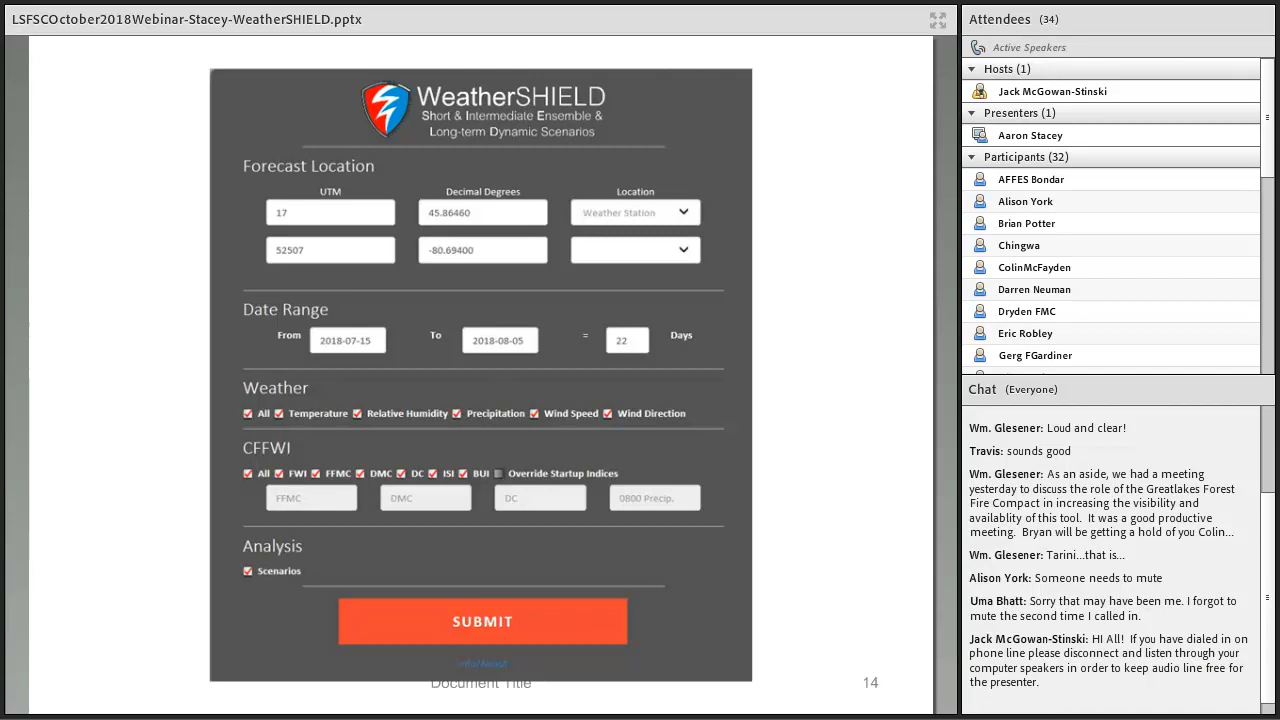 LSFSCOctober2018Webinar-Stacey-WeatherSHIELD.pptx
WeatherSHIELD
Short & Intermediate Ensemble &
Long-term Dynamic Scenarios
Forecast Location
UTM Decimal Degrees Location
17 45.86460 Weather Station
52507 -80.69400
Date Range
From 2018-07-15 To 2018-08-05 = 22 Days
Weather
All Temperature Relative Humidity Precipitation Wind Speed Wind Direction
CFFWI
All FWI FFMC DMC DC ISI BUI Override Startup Indices
FFMC DMC DC 0800 Precip.
Analysis
Scenarios
SUBMIT
Info/About
Document Title 14
Attendees (34)
Active Speakers
Hosts (1)
Jack McGowan-Stinski
Presenters (1)
Aaron Stacey
Participants (32)
AFFES Bondar
Alison York
Brian Potter
Chingwa
ColinMcFayden
Darren Neuman
Dryden FMC
Eric Robley
Gerg FGardiner
Chat (Everyone)
Wm. Glesener: Loud and clear!
Travis: sounds good
Wm. Glesener: As an aside, we had a meeting
yesterday to discuss the role of the Greatlakes Forest
Fire Compact in increasing the visibility and
availablity of this tool. It was a good productive
meeting. Bryan will be getting a hold of you Colin...
Wm. Glesener: Tarini...that is...
Alison York: Someone needs to mute
Uma Bhatt: Sorry that may have been me. I forgot to
mute the second time I called in.
Jack McGowan-Stinski: HI All! If you have dialed in on
phone line please disconnect and listen through your
computer speakers in order to keep audio line free for
the presenter.